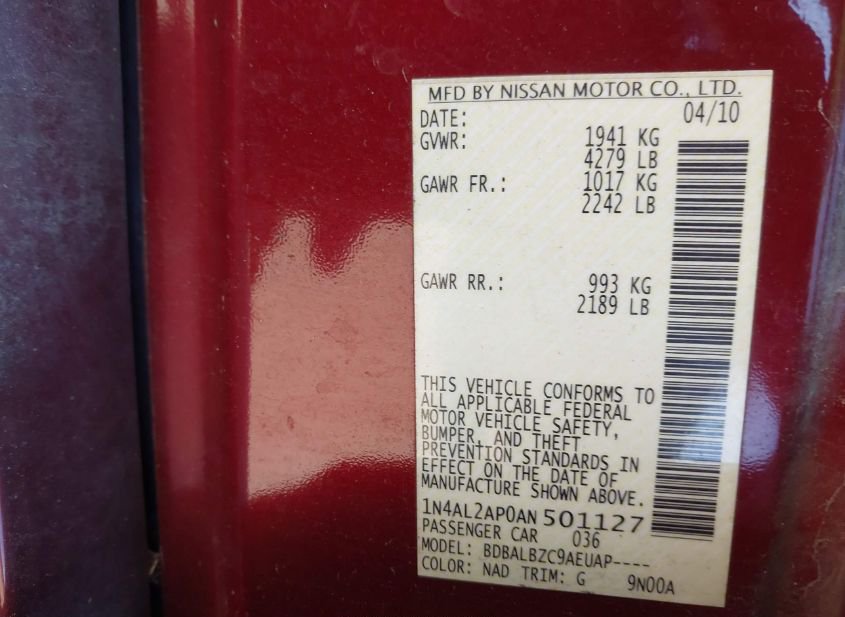 MFD BY NISSAN MOTOR CO., LTD.
DATE: 04/10
GVWR: 1941 KG
4279 LB
GAWR FR.: 1017 KG
2242 LB
GAWR RR.: 993 KG
2189 LB
THIS VEHICLE CONFORMS TO
ALL APPLICABLE FEDERAL
MOTOR VEHICLE SAFETY,
BUMPER, AND THEFT
PREVENTION STANDARDS IN
EFFECT ON THE DATE OF
MANUFACTURE SHOWN ABOVE.
1N4AL2AP0AN501127
PASSENGER CAR 036
MODEL: BDBALBZC9AEUAP----
COLOR: NAD TRIM: G 9N00A